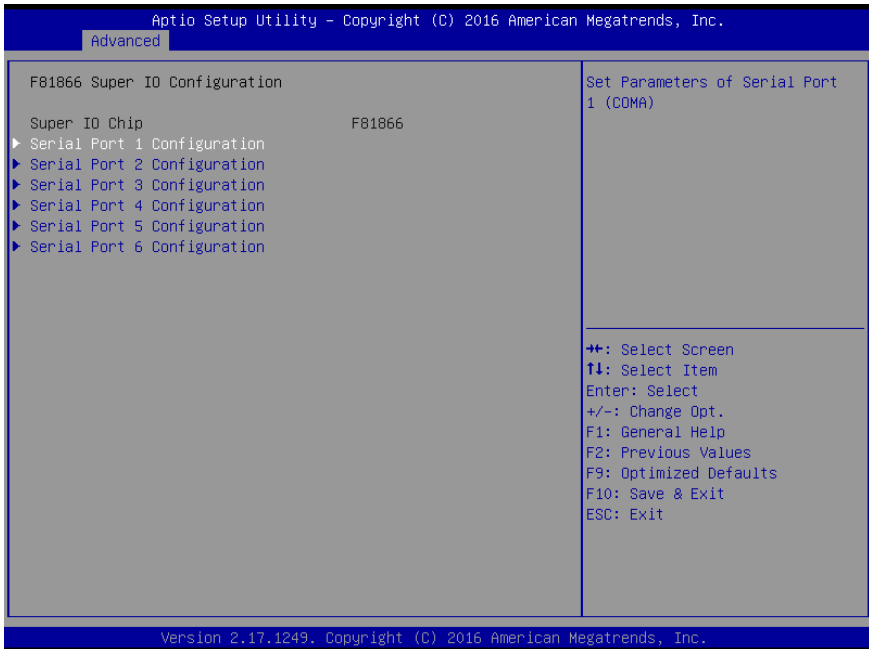 Aptio Setup Utility – Copyright (C) 2016 American Megatrends, Inc.
Advanced
F81866 Super IO Configuration
Super IO Chip F81866
Serial Port 1 Configuration
Serial Port 2 Configuration
Serial Port 3 Configuration
Serial Port 4 Configuration
Serial Port 5 Configuration
Serial Port 6 Configuration
Set Parameters of Serial Port
1 (COMA)
→←: Select Screen
↑↓: Select Item
Enter: Select
+/-: Change Opt.
F1: General Help
F2: Previous Values
F9: Optimized Defaults
F10: Save & Exit
ESC: Exit
Version 2.17.1249. Copyright (C) 2016 American Megatrends, Inc.